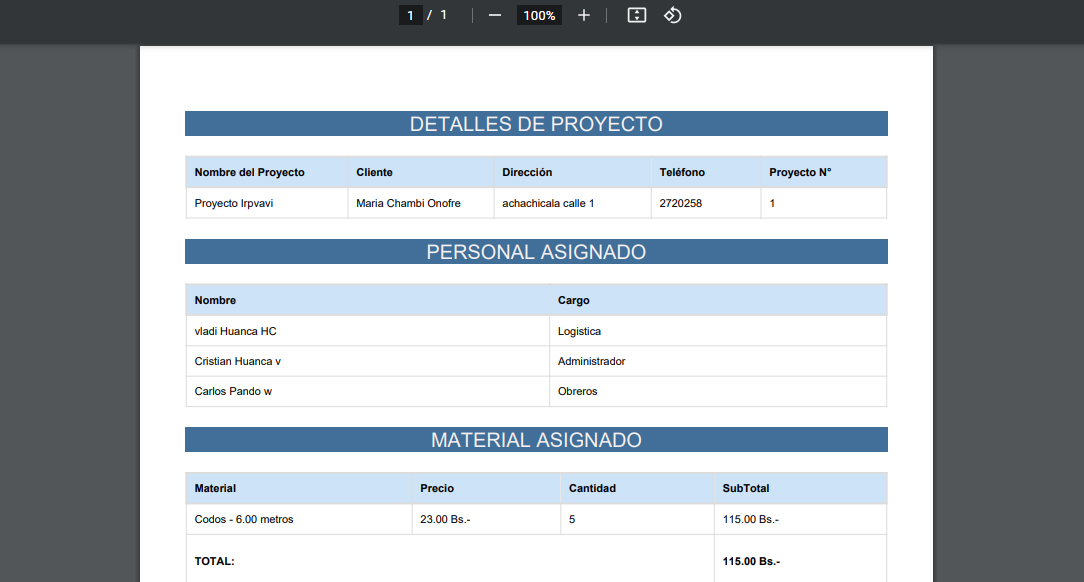 1 / 1 100%
DETALLES DE PROYECTO
Nombre del Proyecto Cliente Dirección Teléfono Proyecto N°
Proyecto Irpvavi Maria Chambi Onofre achachicala calle 1 2720258 1
PERSONAL ASIGNADO
Nombre Cargo
vladi Huanca HC Logistica
Cristian Huanca v Administrador
Carlos Pando w Obreros
MATERIAL ASIGNADO
Material Precio Cantidad SubTotal
Codos - 6.00 metros 23.00 Bs.- 5 115.00 Bs.-
TOTAL: 115.00 Bs.-